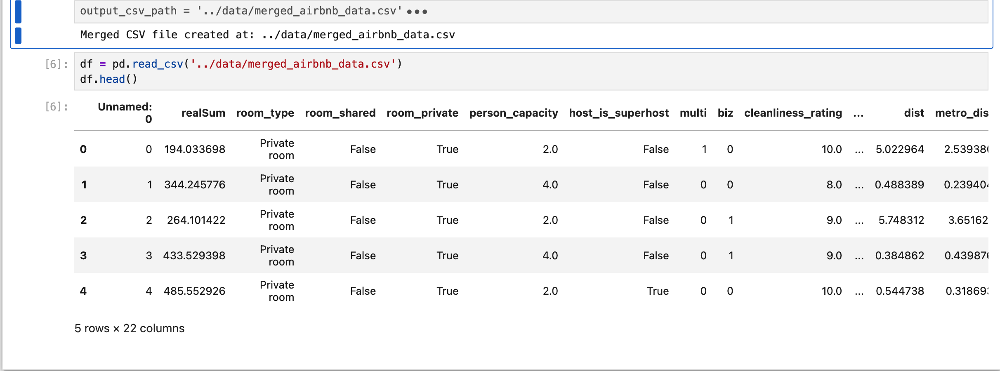 output_csv_path = '../data/merged_airbnb_data.csv' •••
Merged CSV file created at: ../data/merged_airbnb_data.csv
[6]: df = pd.read_csv('../data/merged_airbnb_data.csv')
df.head()
[6]: Unnamed: 0 realSum room_type room_shared room_private person_capacity host_is_superhost multi biz cleanliness_rating ... dist metro_dis
0 0 194.033698 Private room False True 2.0 False 1 0 10.0 ... 5.022964 2.53938
1 1 344.245776 Private room False True 4.0 False 0 0 8.0 ... 0.488389 0.23940
2 2 264.101422 Private room False True 2.0 False 0 1 9.0 ... 5.748312 3.65162
3 3 433.529398 Private room False True 4.0 False 0 1 9.0 ... 0.384862 0.43987
4 4 485.552926 Private room False True 2.0 True 0 0 10.0 ... 0.544738 0.31869
5 rows × 22 columns